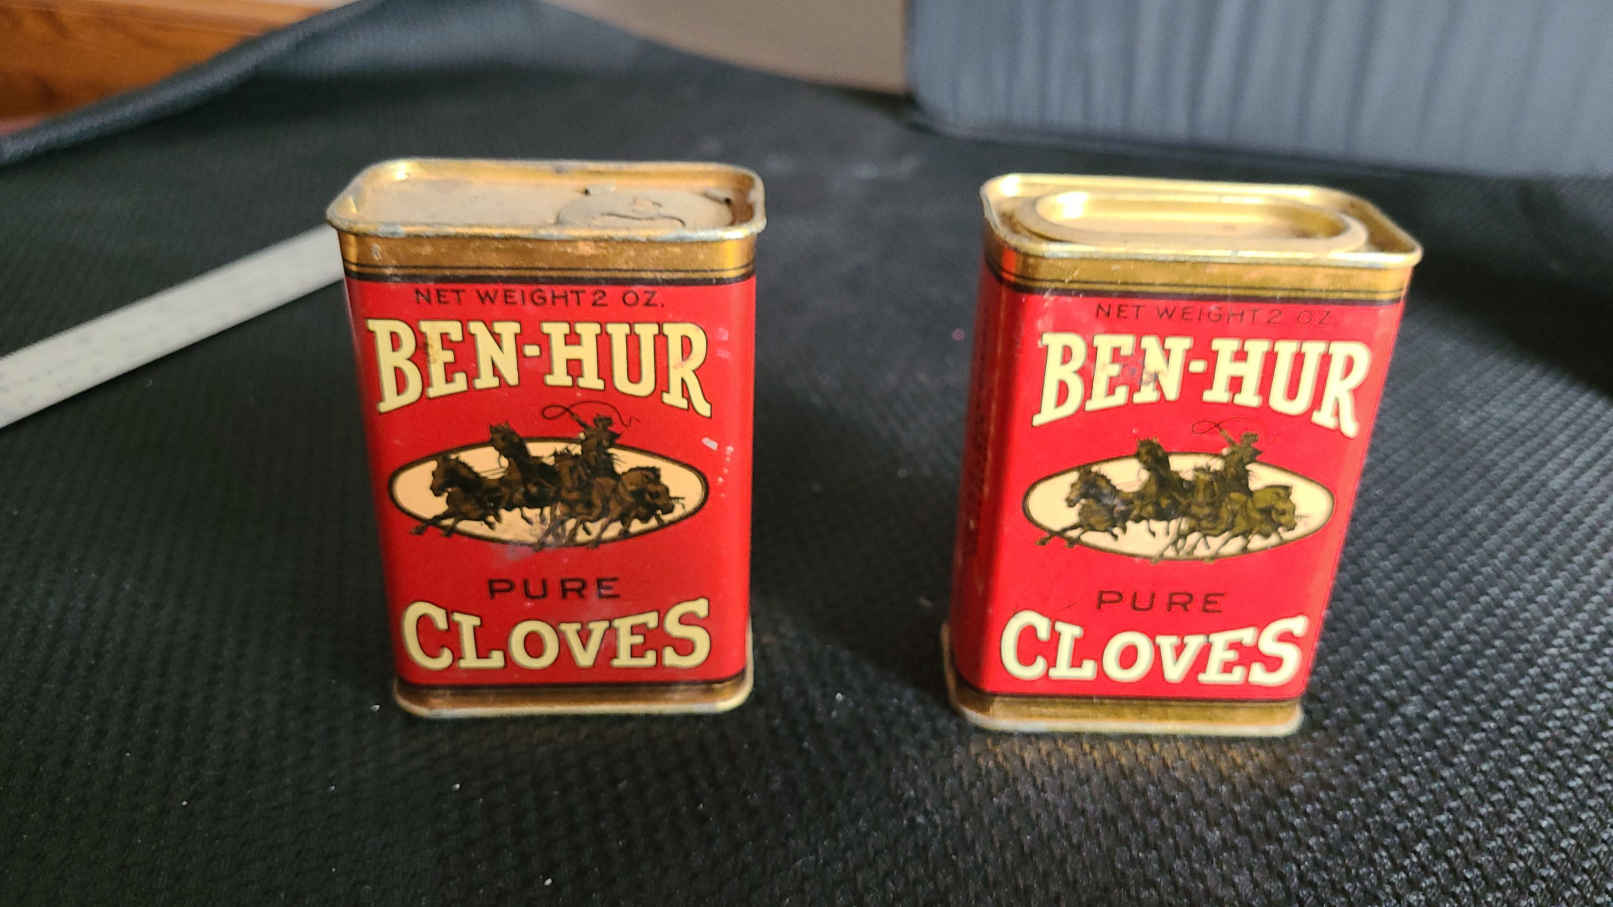 NET WEIGHT 2 OZ.
BEN-HUR
PURE
CLOVES
NET WEIGHT 2 OZ.
BEN-HUR
PURE
CLOVES